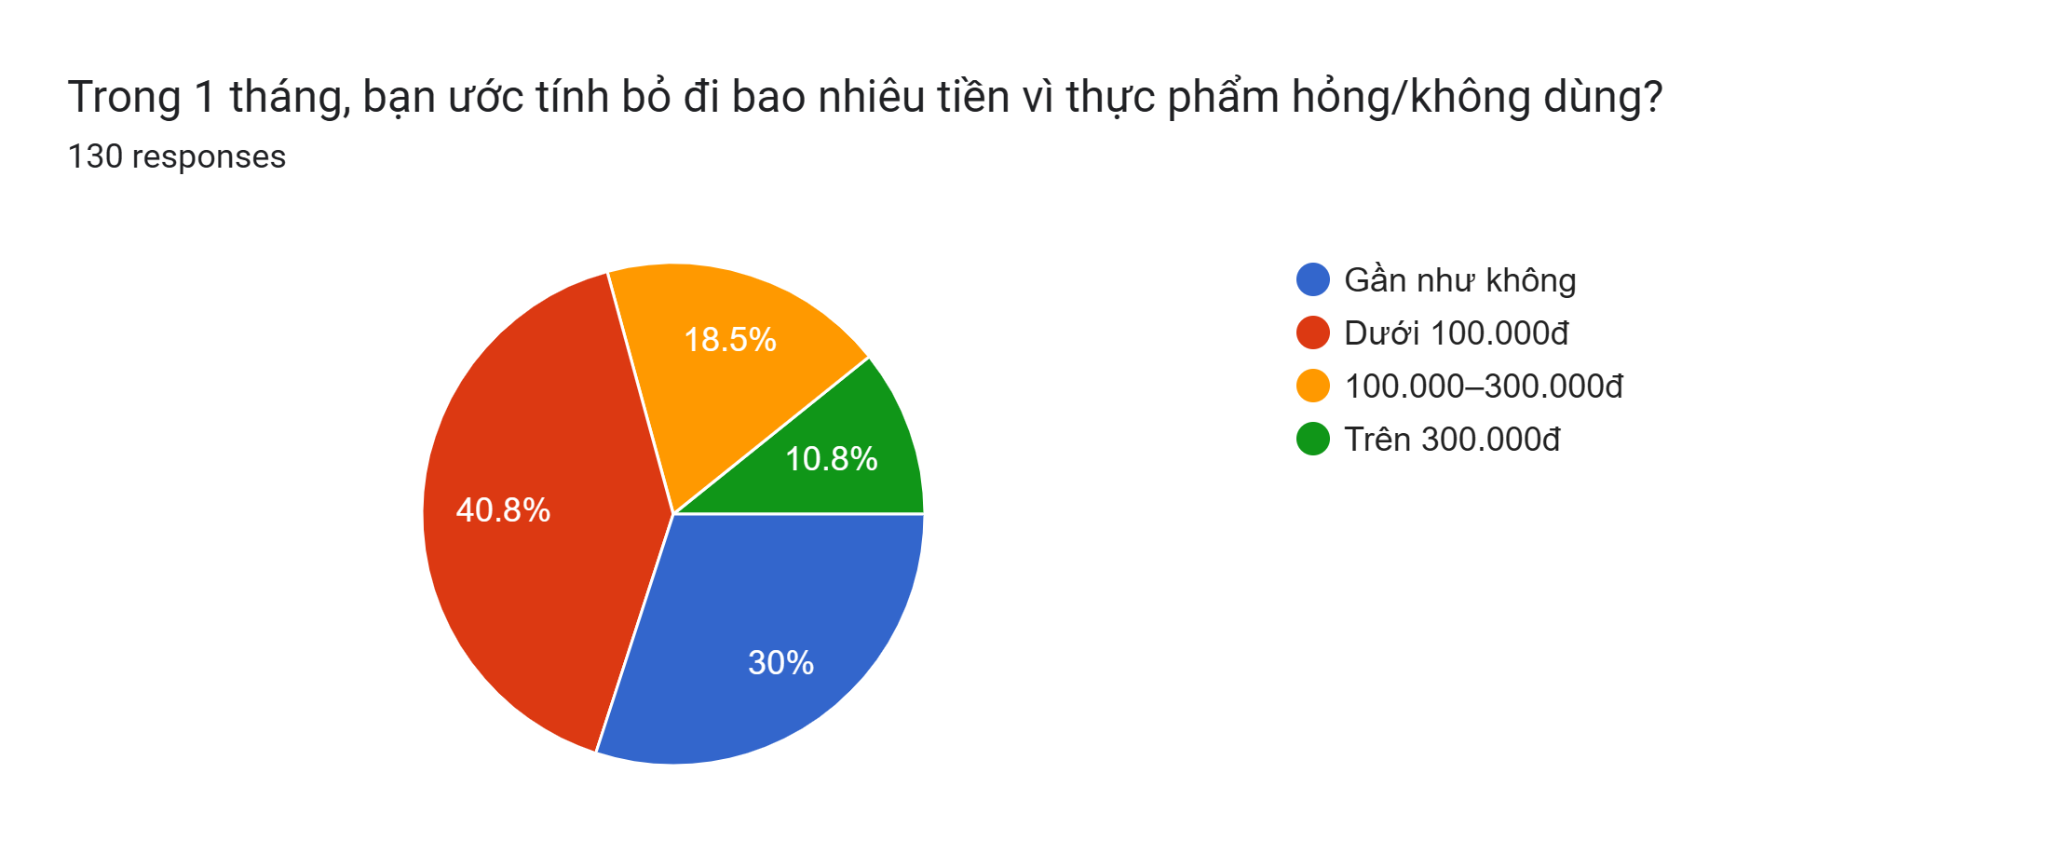 Trong 1 tháng, bạn ước tính bỏ đi bao nhiêu tiền vì thực phẩm hỏng/không dùng?
130 responses
Gần như không
Dưới 100.000đ
100.000–300.000đ
Trên 300.000đ
18.5%
10.8%
40.8%
30%